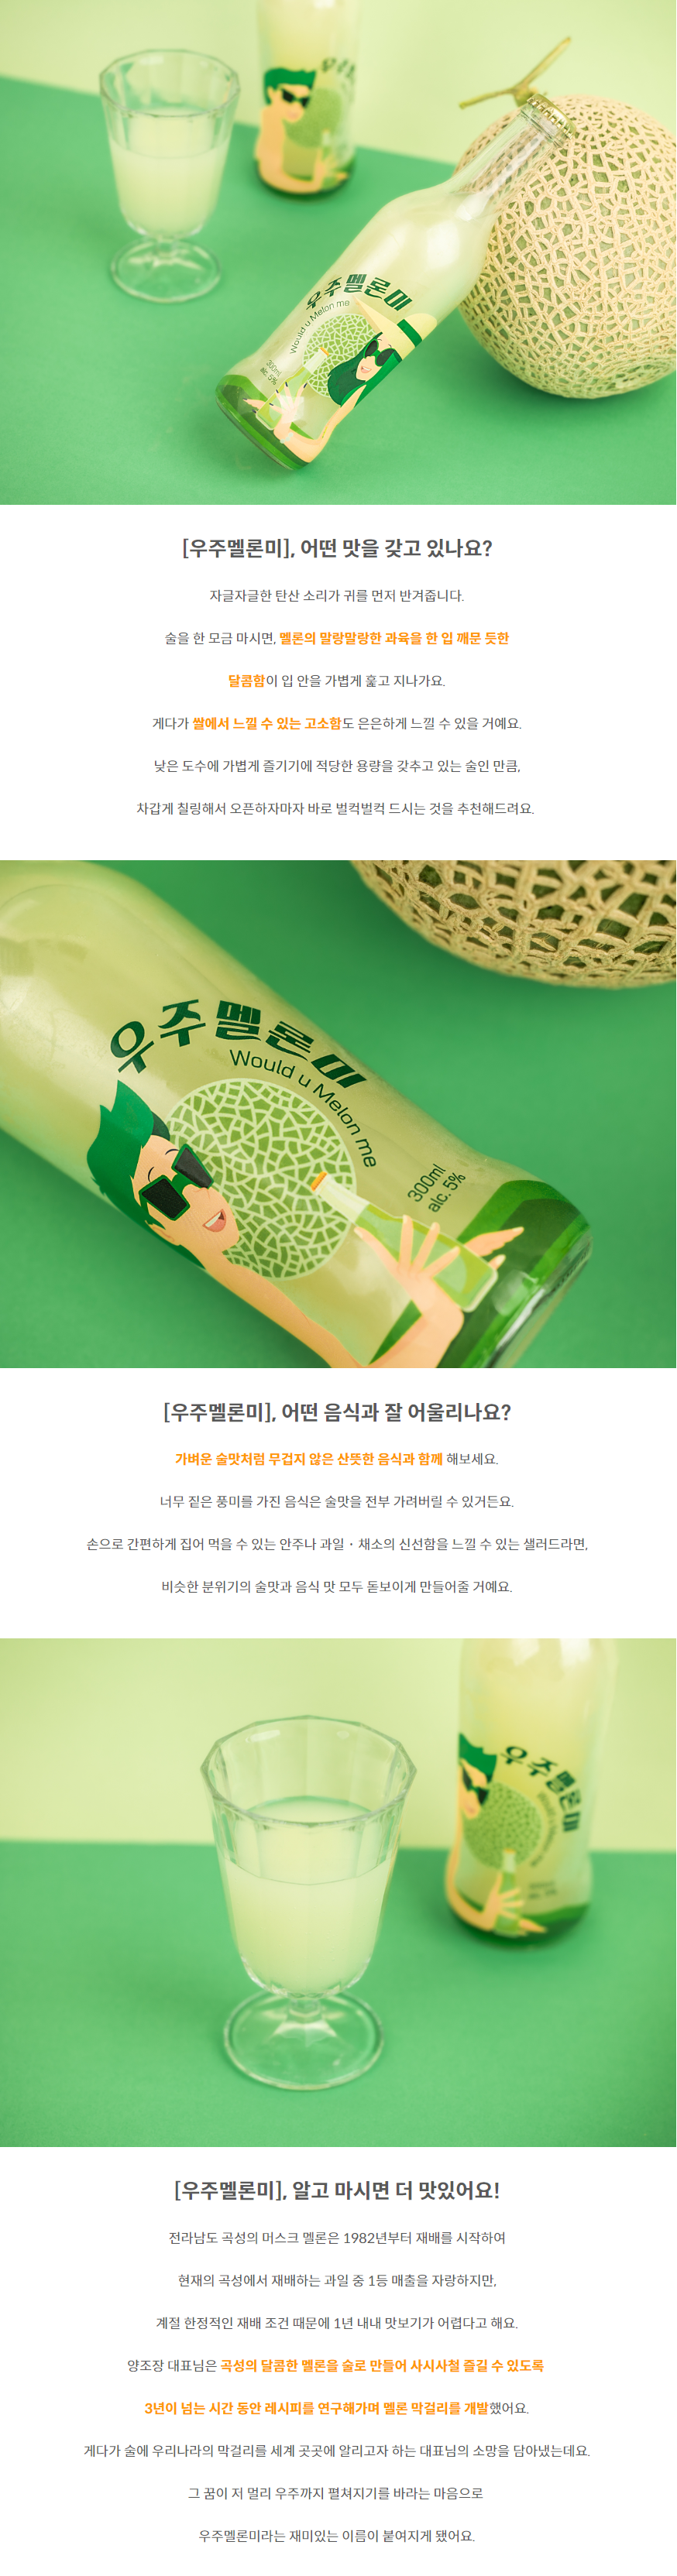 우주멜론미
Would u Melon me
300ml
alc. 5%
[우주멜론미], 어떤 맛을 갖고 있나요?
자글자글한 탄산 소리가 귀를 먼저 반겨줍니다.
술을 한 모금 마시면, 멜론의 말랑말랑한 과육을 한 입 깨문 듯한
달콤함이 입 안을 가볍게 훑고 지나가요.
게다가 쌀에서 느낄 수 있는 고소함도 은은하게 느낄 수 있을 거예요.
낮은 도수에 가볍게 즐기기에 적당한 용량을 갖추고 있는 술인 만큼,
차갑게 칠링해서 오픈하자마자 바로 벌컥벌컥 드시는 것을 추천해드려요.
우주멜론미
Would u Melon me
300ml
alc. 5%
[우주멜론미], 어떤 음식과 잘 어울리나요?
가벼운 술맛처럼 무겁지 않은 산뜻한 음식과 함께 해보세요.
너무 짙은 풍미를 가진 음식은 술맛을 전부 가려버릴 수 있거든요.
손으로 간편하게 집어 먹을 수 있는 안주나 과일 · 채소의 신선함을 느낄 수 있는 샐러드라면,
비슷한 분위기의 술맛과 음식 맛 모두 돋보이게 만들어줄 거예요.
우주멜론미
[우주멜론미], 알고 마시면 더 맛있어요!
전라남도 곡성의 머스크 멜론은 1982년부터 재배를 시작하여
현재의 곡성에서 재배하는 과일 중 1등 매출을 자랑하지만,
계절 한정적인 재배 조건 때문에 1년 내내 맛보기가 어렵다고 해요.
양조장 대표님은 곡성의 달콤한 멜론을 술로 만들어 사시사철 즐길 수 있도록
3년이 넘는 시간 동안 레시피를 연구해가며 멜론 막걸리를 개발했어요.
게다가 술에 우리나라의 막걸리를 세계 곳곳에 알리고자 하는 대표님의 소망을 담아냈는데요.
그 꿈이 저 멀리 우주까지 펼쳐지기를 바라는 마음으로
우주멜론미라는 재미있는 이름이 붙여지게 됐어요.